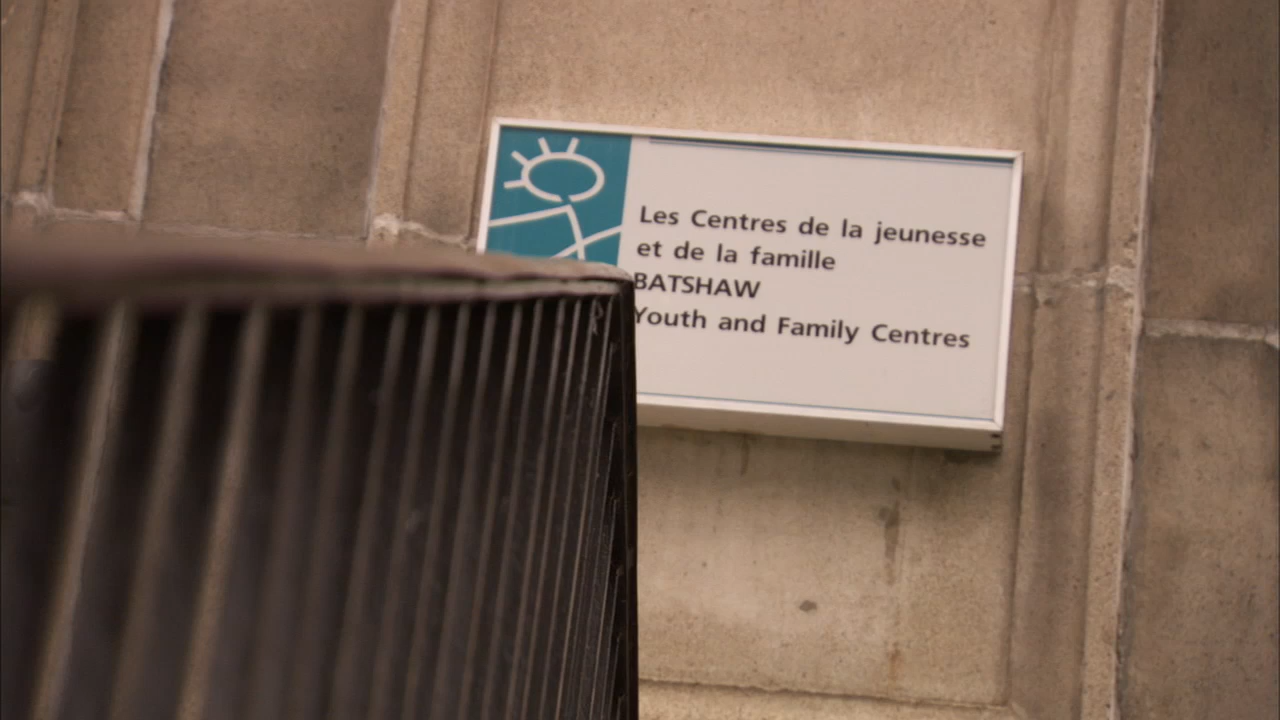 Les Centres de la jeunesse
et de la famille
BATSHAW
Youth and Family Centres